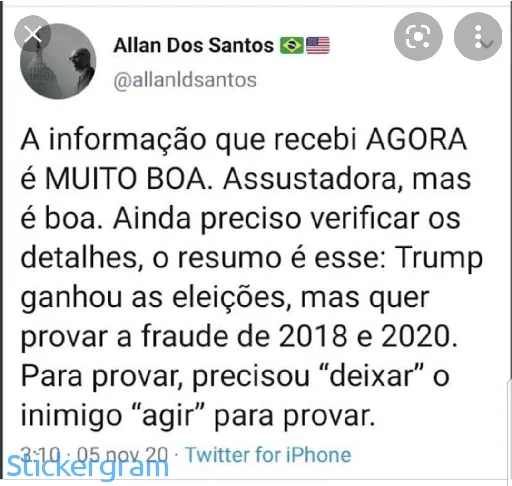 Allan Dos Santos 🇧🇷🇺🇸
@allanldsantos
A informação que recebi AGORA
é MUITO BOA. Assustadora, mas
é boa. Ainda preciso verificar os
detalhes, o resumo é esse: Trump
ganhou as eleições, mas quer
provar a fraude de 2018 e 2020.
Para provar, precisou “deixar” o
inimigo “agir” para provar.
3:10 · 05 nov 20 · Twitter for iPhone
Stickergram